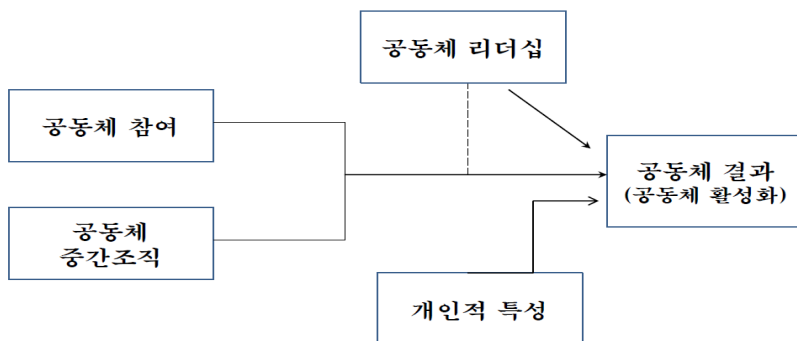 공동체 리더십
공동체 참여
공동체 결과
(공동체 활성화)
공동체
중간조직
개인적 특성